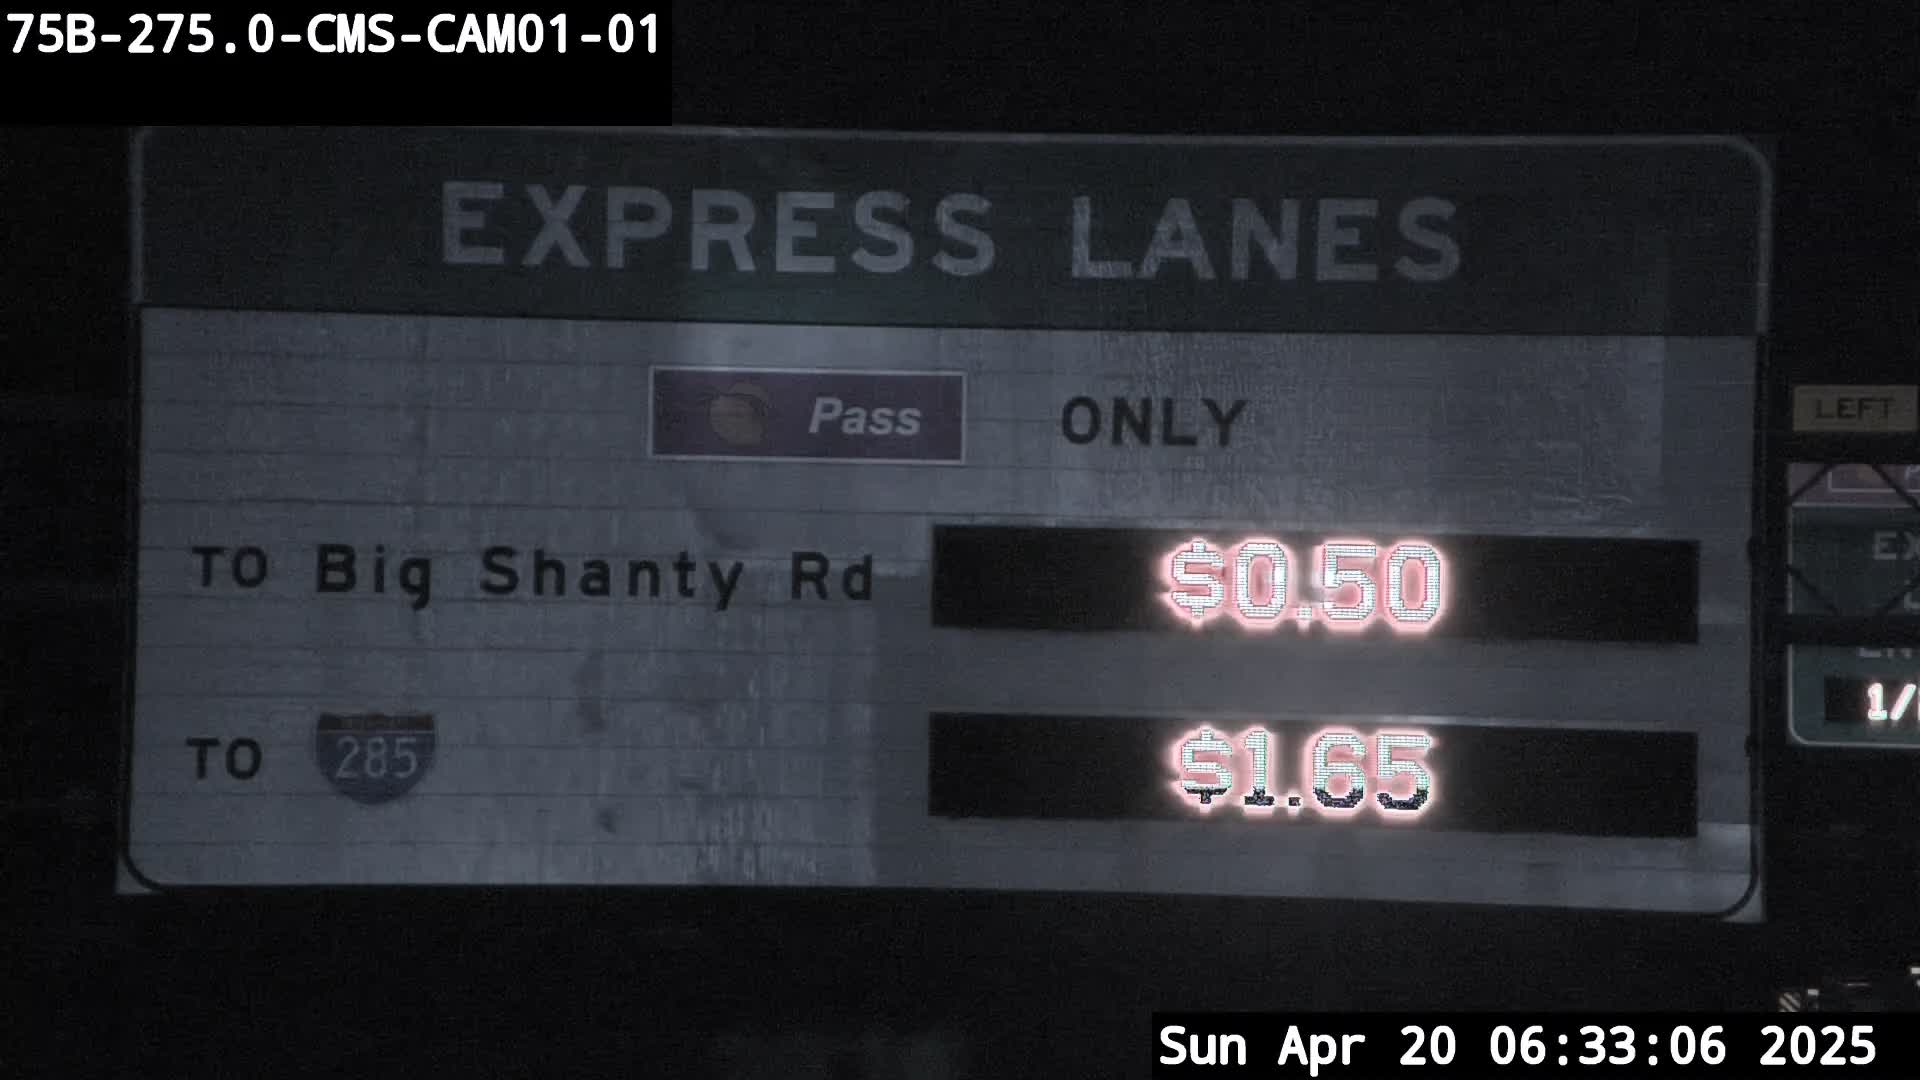 75B-275.0-CMS-CAM01-01
EXPRESS LANES
Pass ONLY
LEFT
TO Big Shanty Rd $0.50
TO 285 $1.65
Sun Apr 20 06:33:06 2025